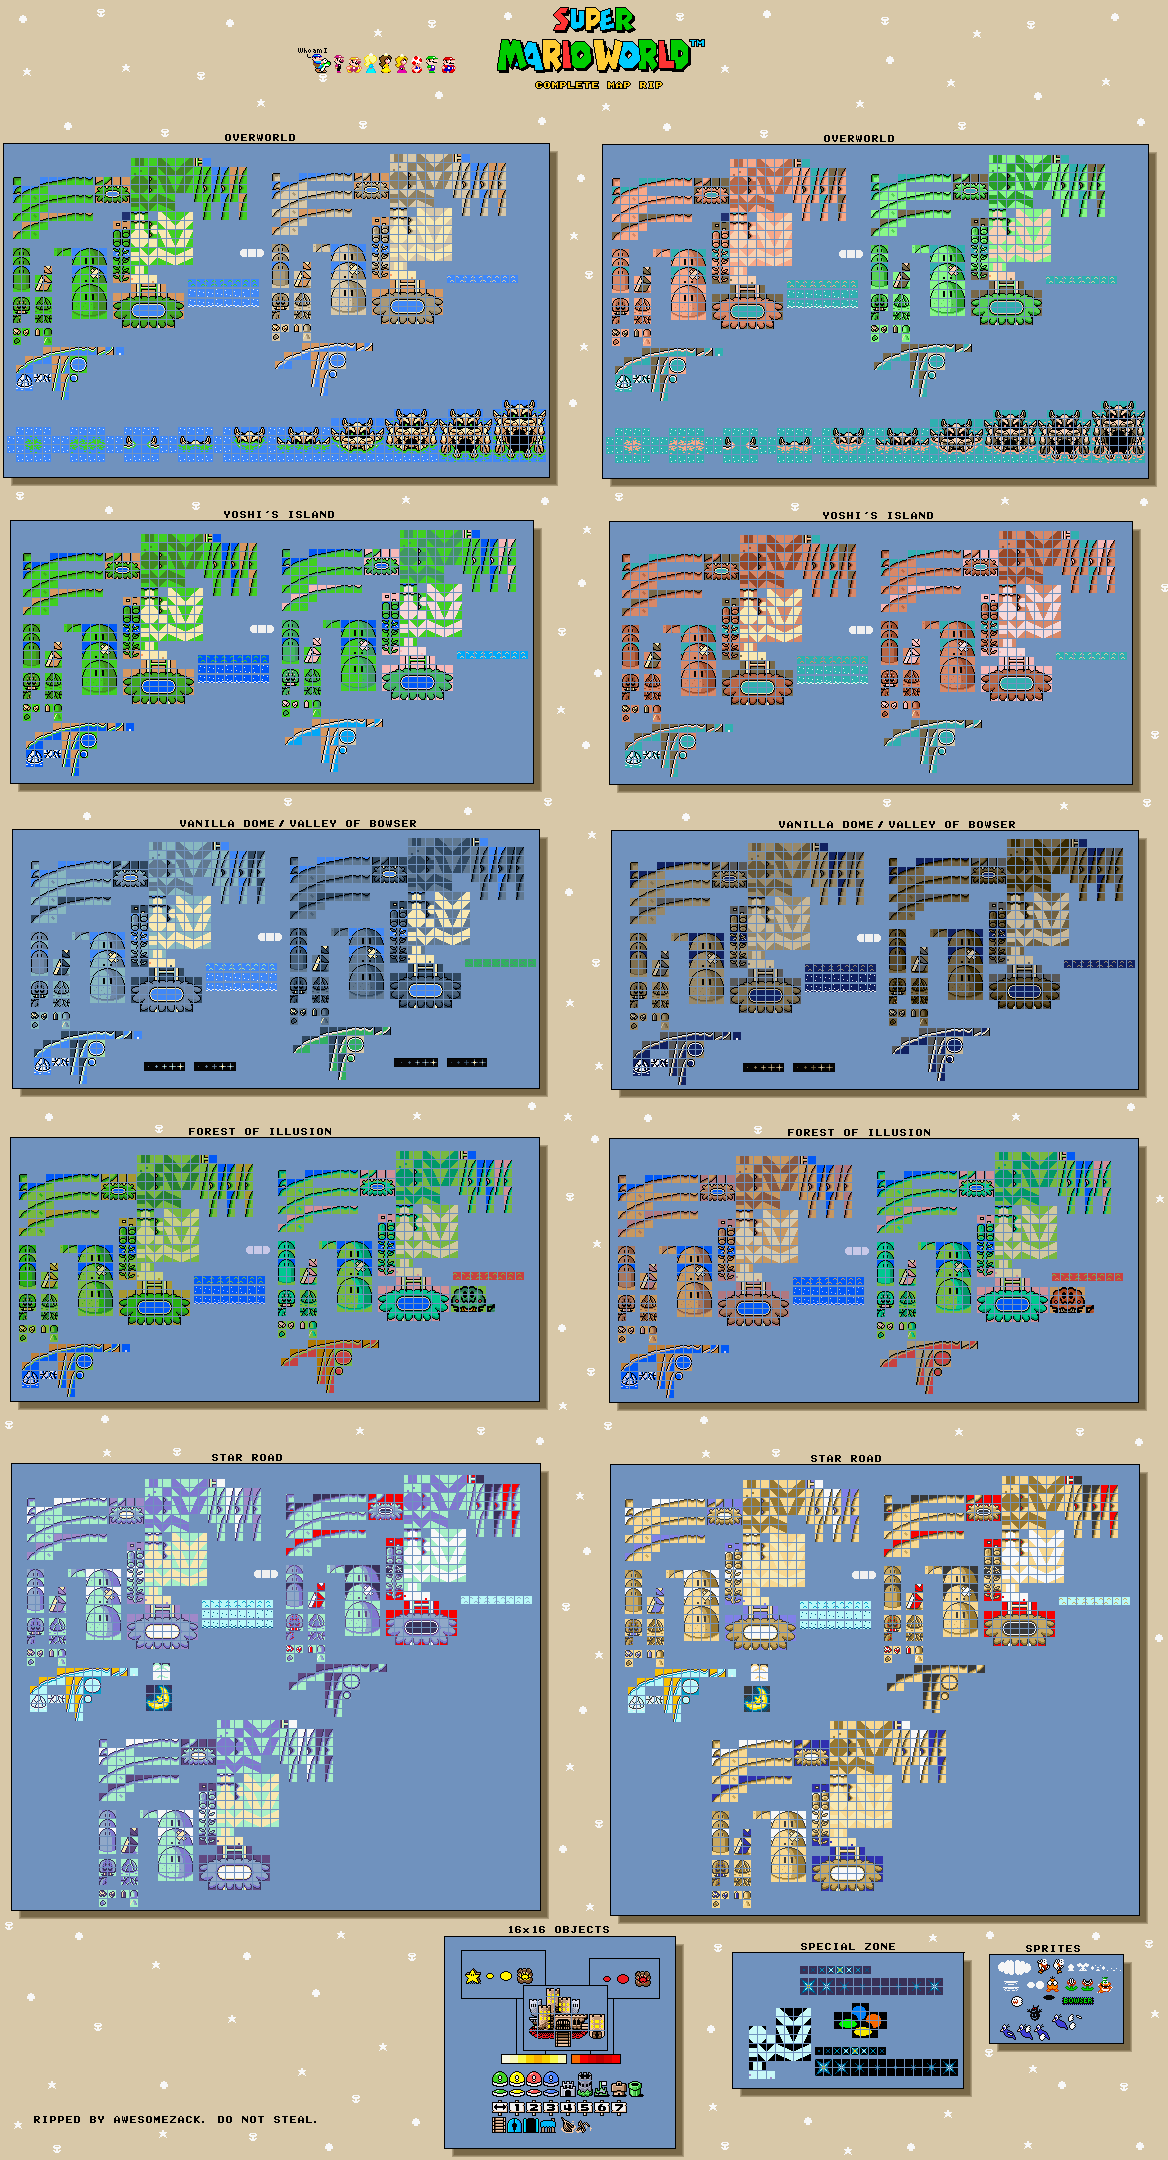 SUPER
MARIO WORLD™
Who am I
COMPLETE MAP RIP
OVERWORLD
OVERWORLD
YOSHI'S ISLAND
YOSHI'S ISLAND
VANILLA DOME/VALLEY OF BOWSER
VANILLA DOME/VALLEY OF BOWSER
FOREST OF ILLUSION
FOREST OF ILLUSION
STAR ROAD
STAR ROAD
16x16 OBJECTS
SPECIAL ZONE
SPRITES
BOWSER
1 2 3 4 5 6 7
RIPPED BY AWESOMEZACK. DO NOT STEAL.